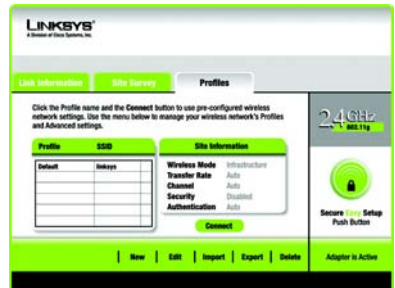 LINKSYS®
A Division of Cisco Systems, Inc.
Link Information Site Survey Profiles
Click the Profile name and the Connect button to use pre-configured wireless
network settings. Use the menu below to manage your wireless network's Profiles
and Advanced settings.
2.4GHz
802.11g
Profile SSID
Default linksys
Site Information
Wireless Mode Infrastructure
Transfer Rate Auto
Channel Auto
Security Disabled
Authentication Auto
Connect
Secure Easy Setup
Push Button
New Edit Import Export Delete
Adapter is Active